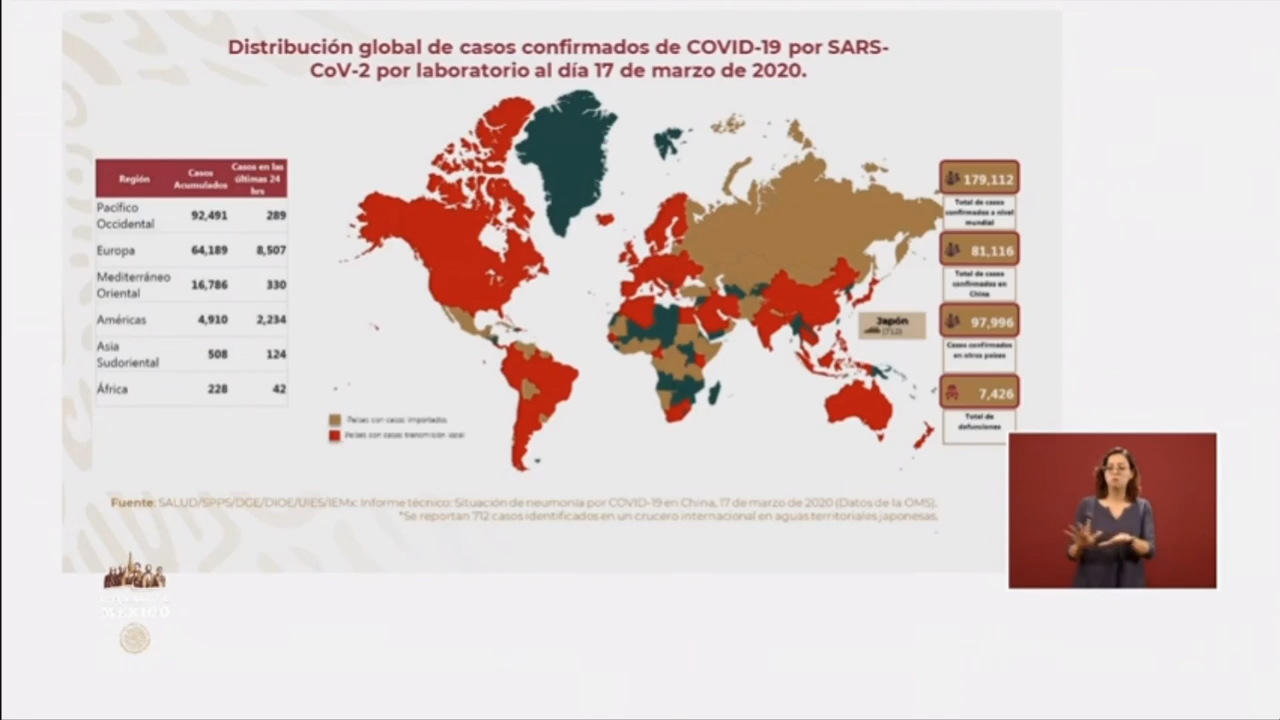 Distribución global de casos confirmados de COVID-19 por SARS-
CoV-2 por laboratorio al día 17 de marzo de 2020.
Región Casos Acumulados Casos en las últimas 24 hrs
Pacífico Occidental 92,491 289
Europa 64,189 8,507
Mediterráneo Oriental 16,786 330
Américas 4,910 2,234
Asia Sudoriental 508 124
África 228 42
Japón
(712)
179,112
Total de casos
confirmados a nivel
mundial
81,116
Total de casos
confirmados en
China
97,996
Casos confirmados
en otros países
7,426
Total de
defunciones
Países con casos importados
Países con casos transmisión local
Fuente: SALUD/SPPS/DGE/DIOE/UIES/IEMx: Informe técnico: Situación de neumonía por COVID-19 en China, 17 de marzo de 2020 (Datos de la OMS).
*Se reportan 712 casos identificados en un crucero internacional en aguas territoriales japonesas.
MÉXICO